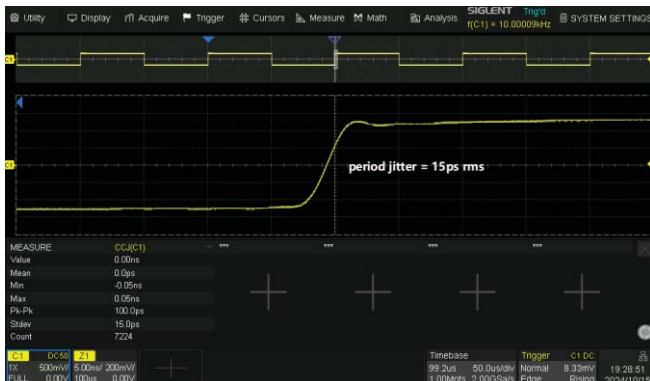 Utility Display Acquire Trigger Cursors Measure Math Analysis SIGLENT Trig'd SYSTEM SETTINGS
f(C1) = 10.00009kHz
C1
C1
period jitter = 15ps rms
MEASURE CCJ(C1) *** *** *** ***
Value 0.00ns
Mean 0.0ps
Min -0.05ns
Max 0.05ns
Pk-Pk 100.0ps
Stdev 15.0ps
Count 7224
C1 DC50 Z1 Timebase Trigger C1 DC
1X 500mV/ 5.00ns/ 200mV/ 99.2us 50.0us/div Normal 8.33mV 19:28:51
FULL 0.00V 100us 0.00V 1.00Mpts 2.00GSa/s Edge Rising 2024/10/15